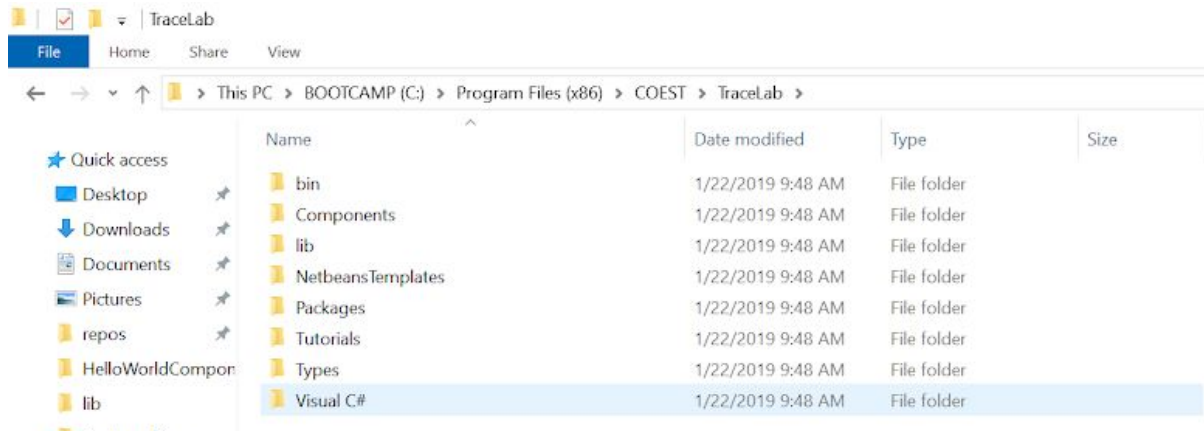 TraceLab
File Home Share View
This PC > BOOTCAMP (C:) > Program Files (x86) > COEST > TraceLab >
Name Date modified Type Size
Quick access
Desktop
Downloads
Documents
Pictures
repos
HelloWorldCompon
lib
bin 1/22/2019 9:48 AM File folder
Components 1/22/2019 9:48 AM File folder
lib 1/22/2019 9:48 AM File folder
NetbeansTemplates 1/22/2019 9:48 AM File folder
Packages 1/22/2019 9:48 AM File folder
Tutorials 1/22/2019 9:48 AM File folder
Types 1/22/2019 9:48 AM File folder
Visual C# 1/22/2019 9:48 AM File folder